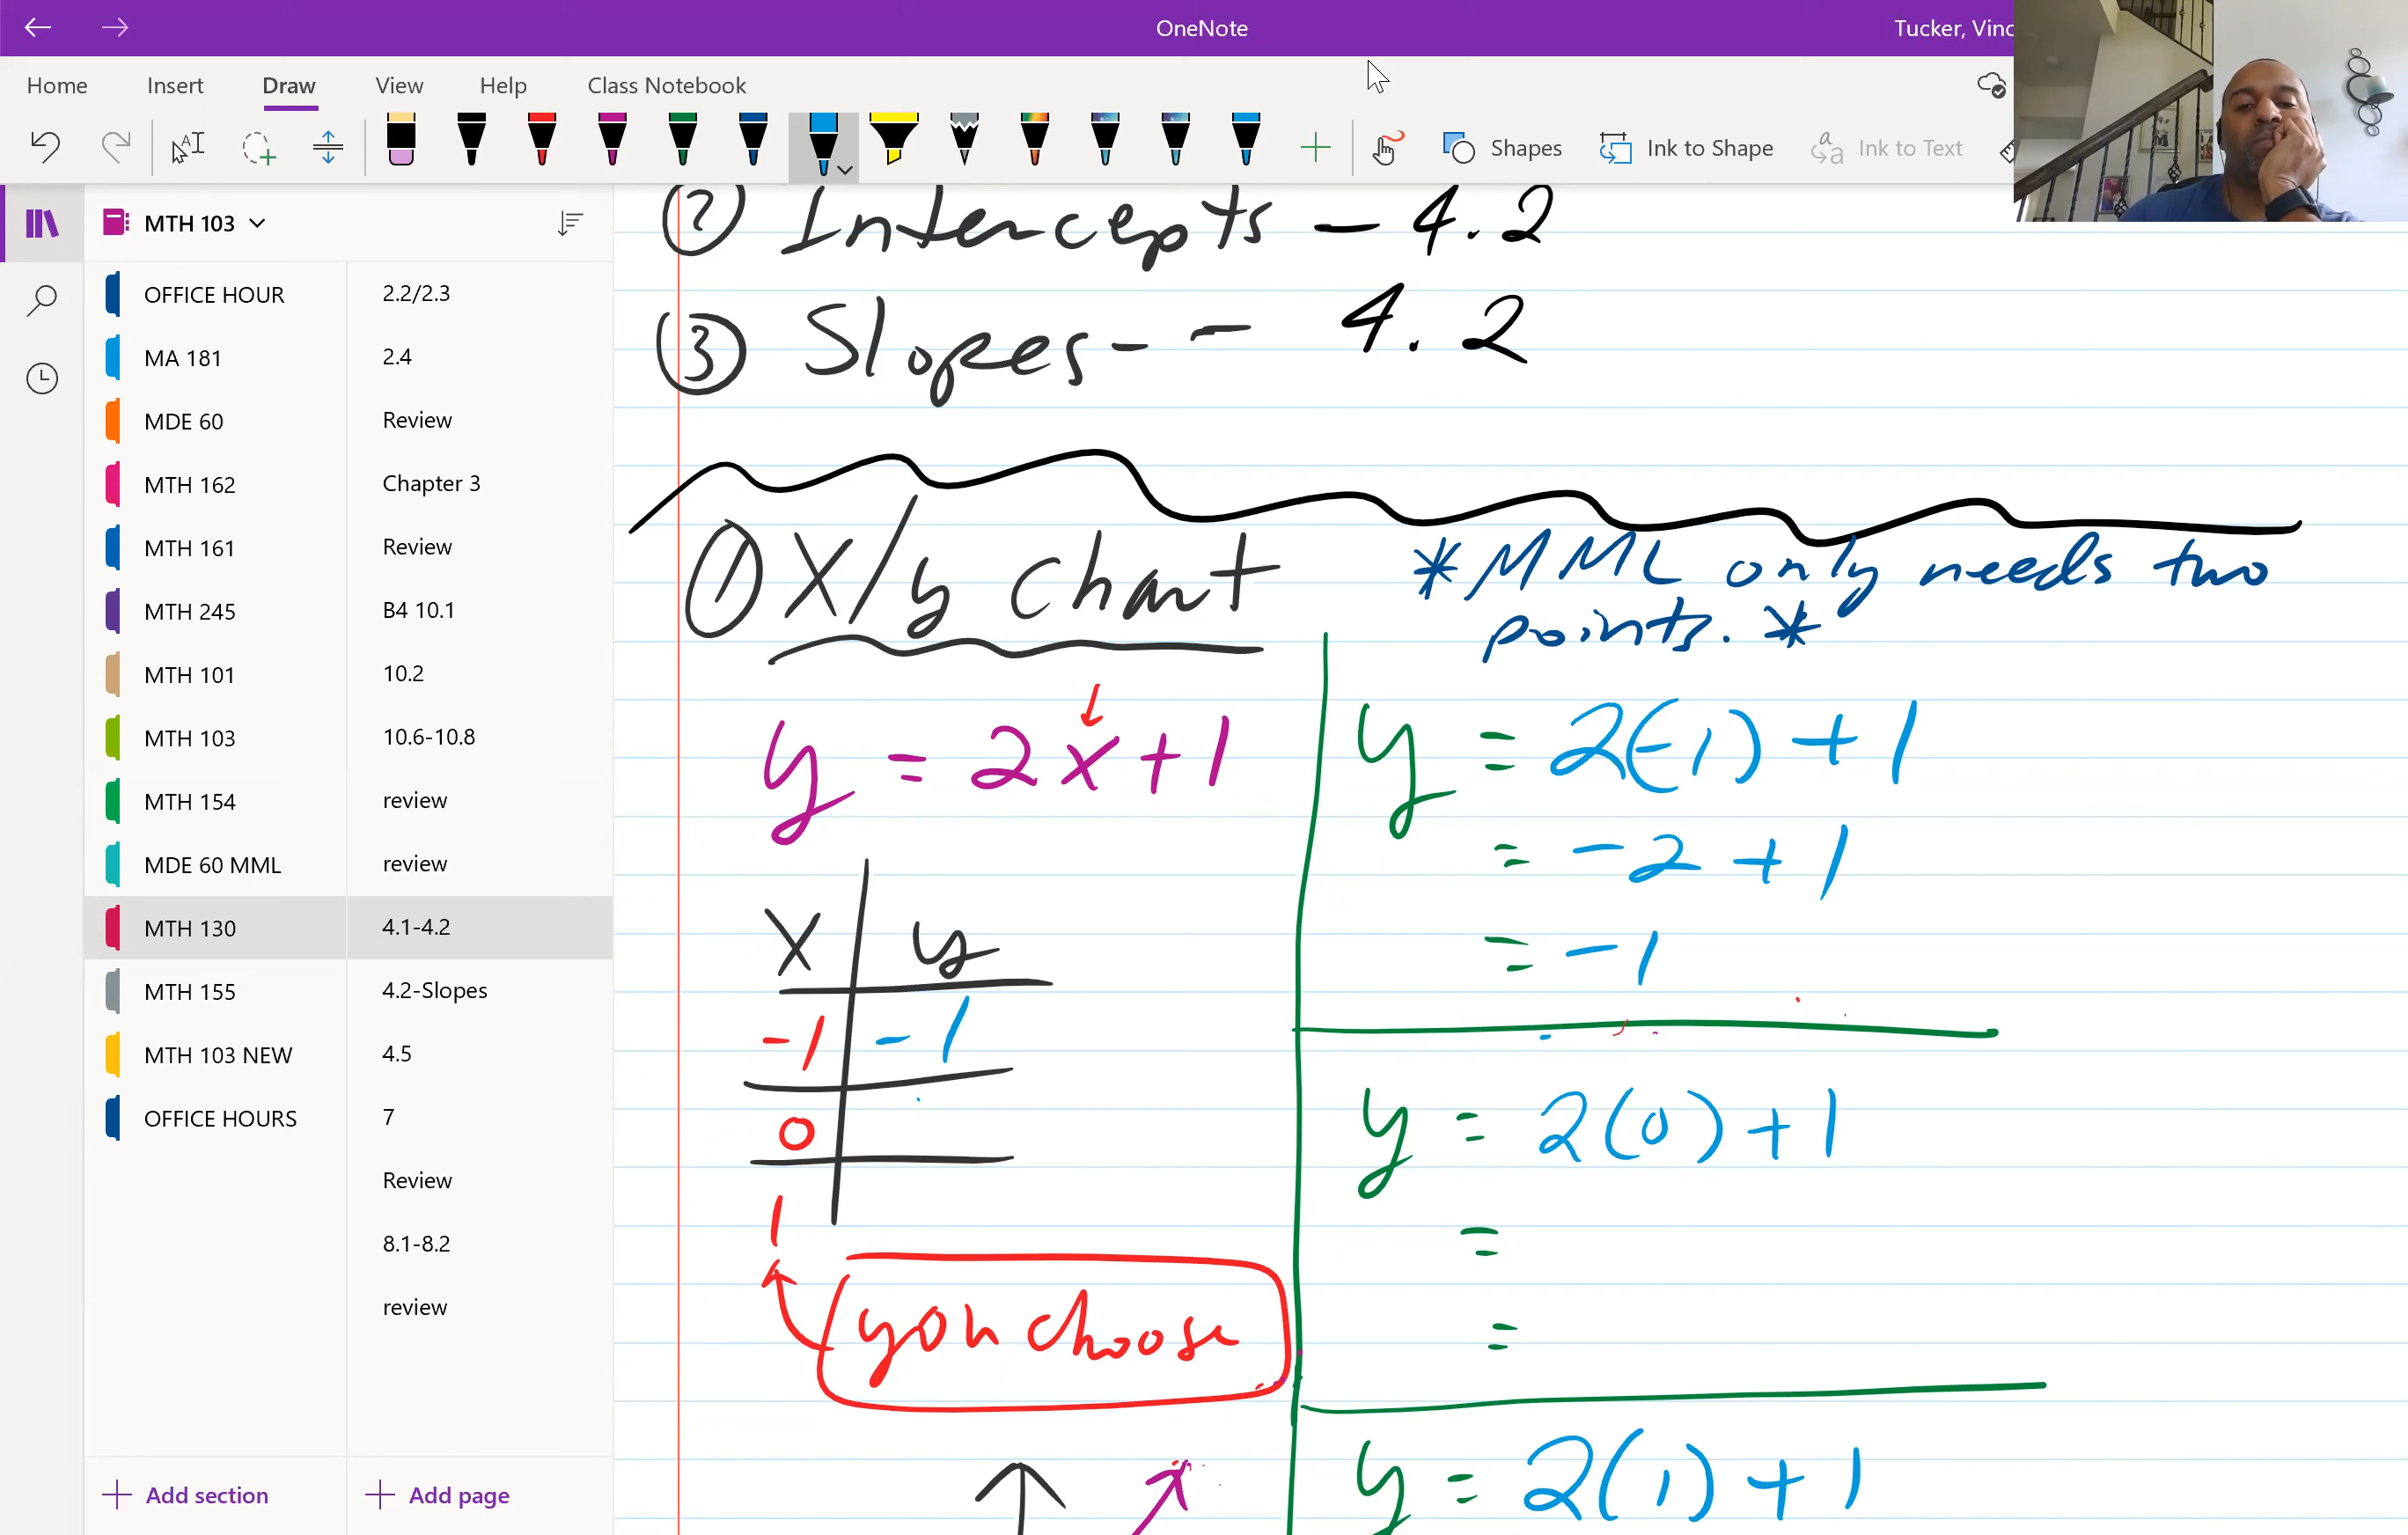 OneNote
Tucker, Vinc
Home Insert Draw View Help Class Notebook
Shapes Ink to Shape Ink to Text
MTH 103
OFFICE HOUR
MA 181
MDE 60
MTH 162
MTH 161
MTH 245
MTH 101
MTH 103
MTH 154
MDE 60 MML
MTH 130
MTH 155
MTH 103 NEW
OFFICE HOURS
+ Add section
2.2/2.3
2.4
Review
Chapter 3
Review
B4 10.1
10.2
10.6-10.8
review
review
4.1-4.2
4.2-Slopes
4.5
7
Review
8.1-8.2
review
+ Add page
② Intercepts - 4.2
③ Slopes - - 4.2
① X/y Chart
* MML only needs two
points. *
y = 2x+1
x y
-1 -1
0
1
you choose
y = 2(-1) + 1
= -2 + 1
= -1
y = 2(0) + 1
=
=
y = 2(1) + 1